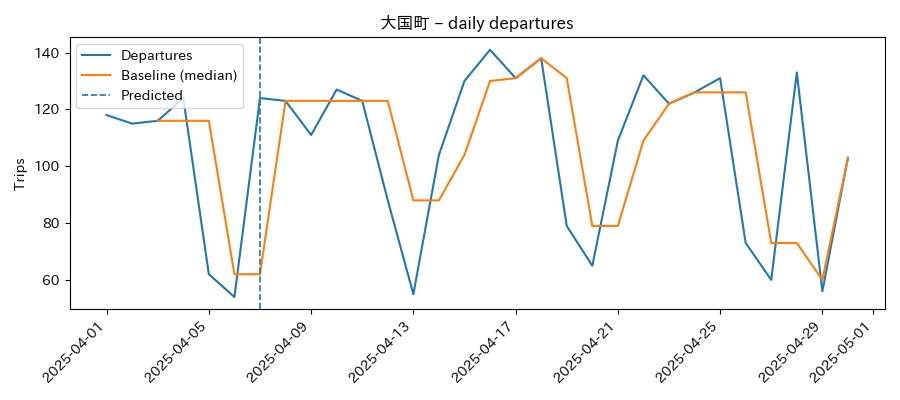 大国町 – daily departures
Departures
Baseline (median)
Predicted
Trips
140
120
100
80
60
2025-04-01
2025-04-05
2025-04-09
2025-04-13
2025-04-17
2025-04-21
2025-04-25
2025-04-29
2025-05-01